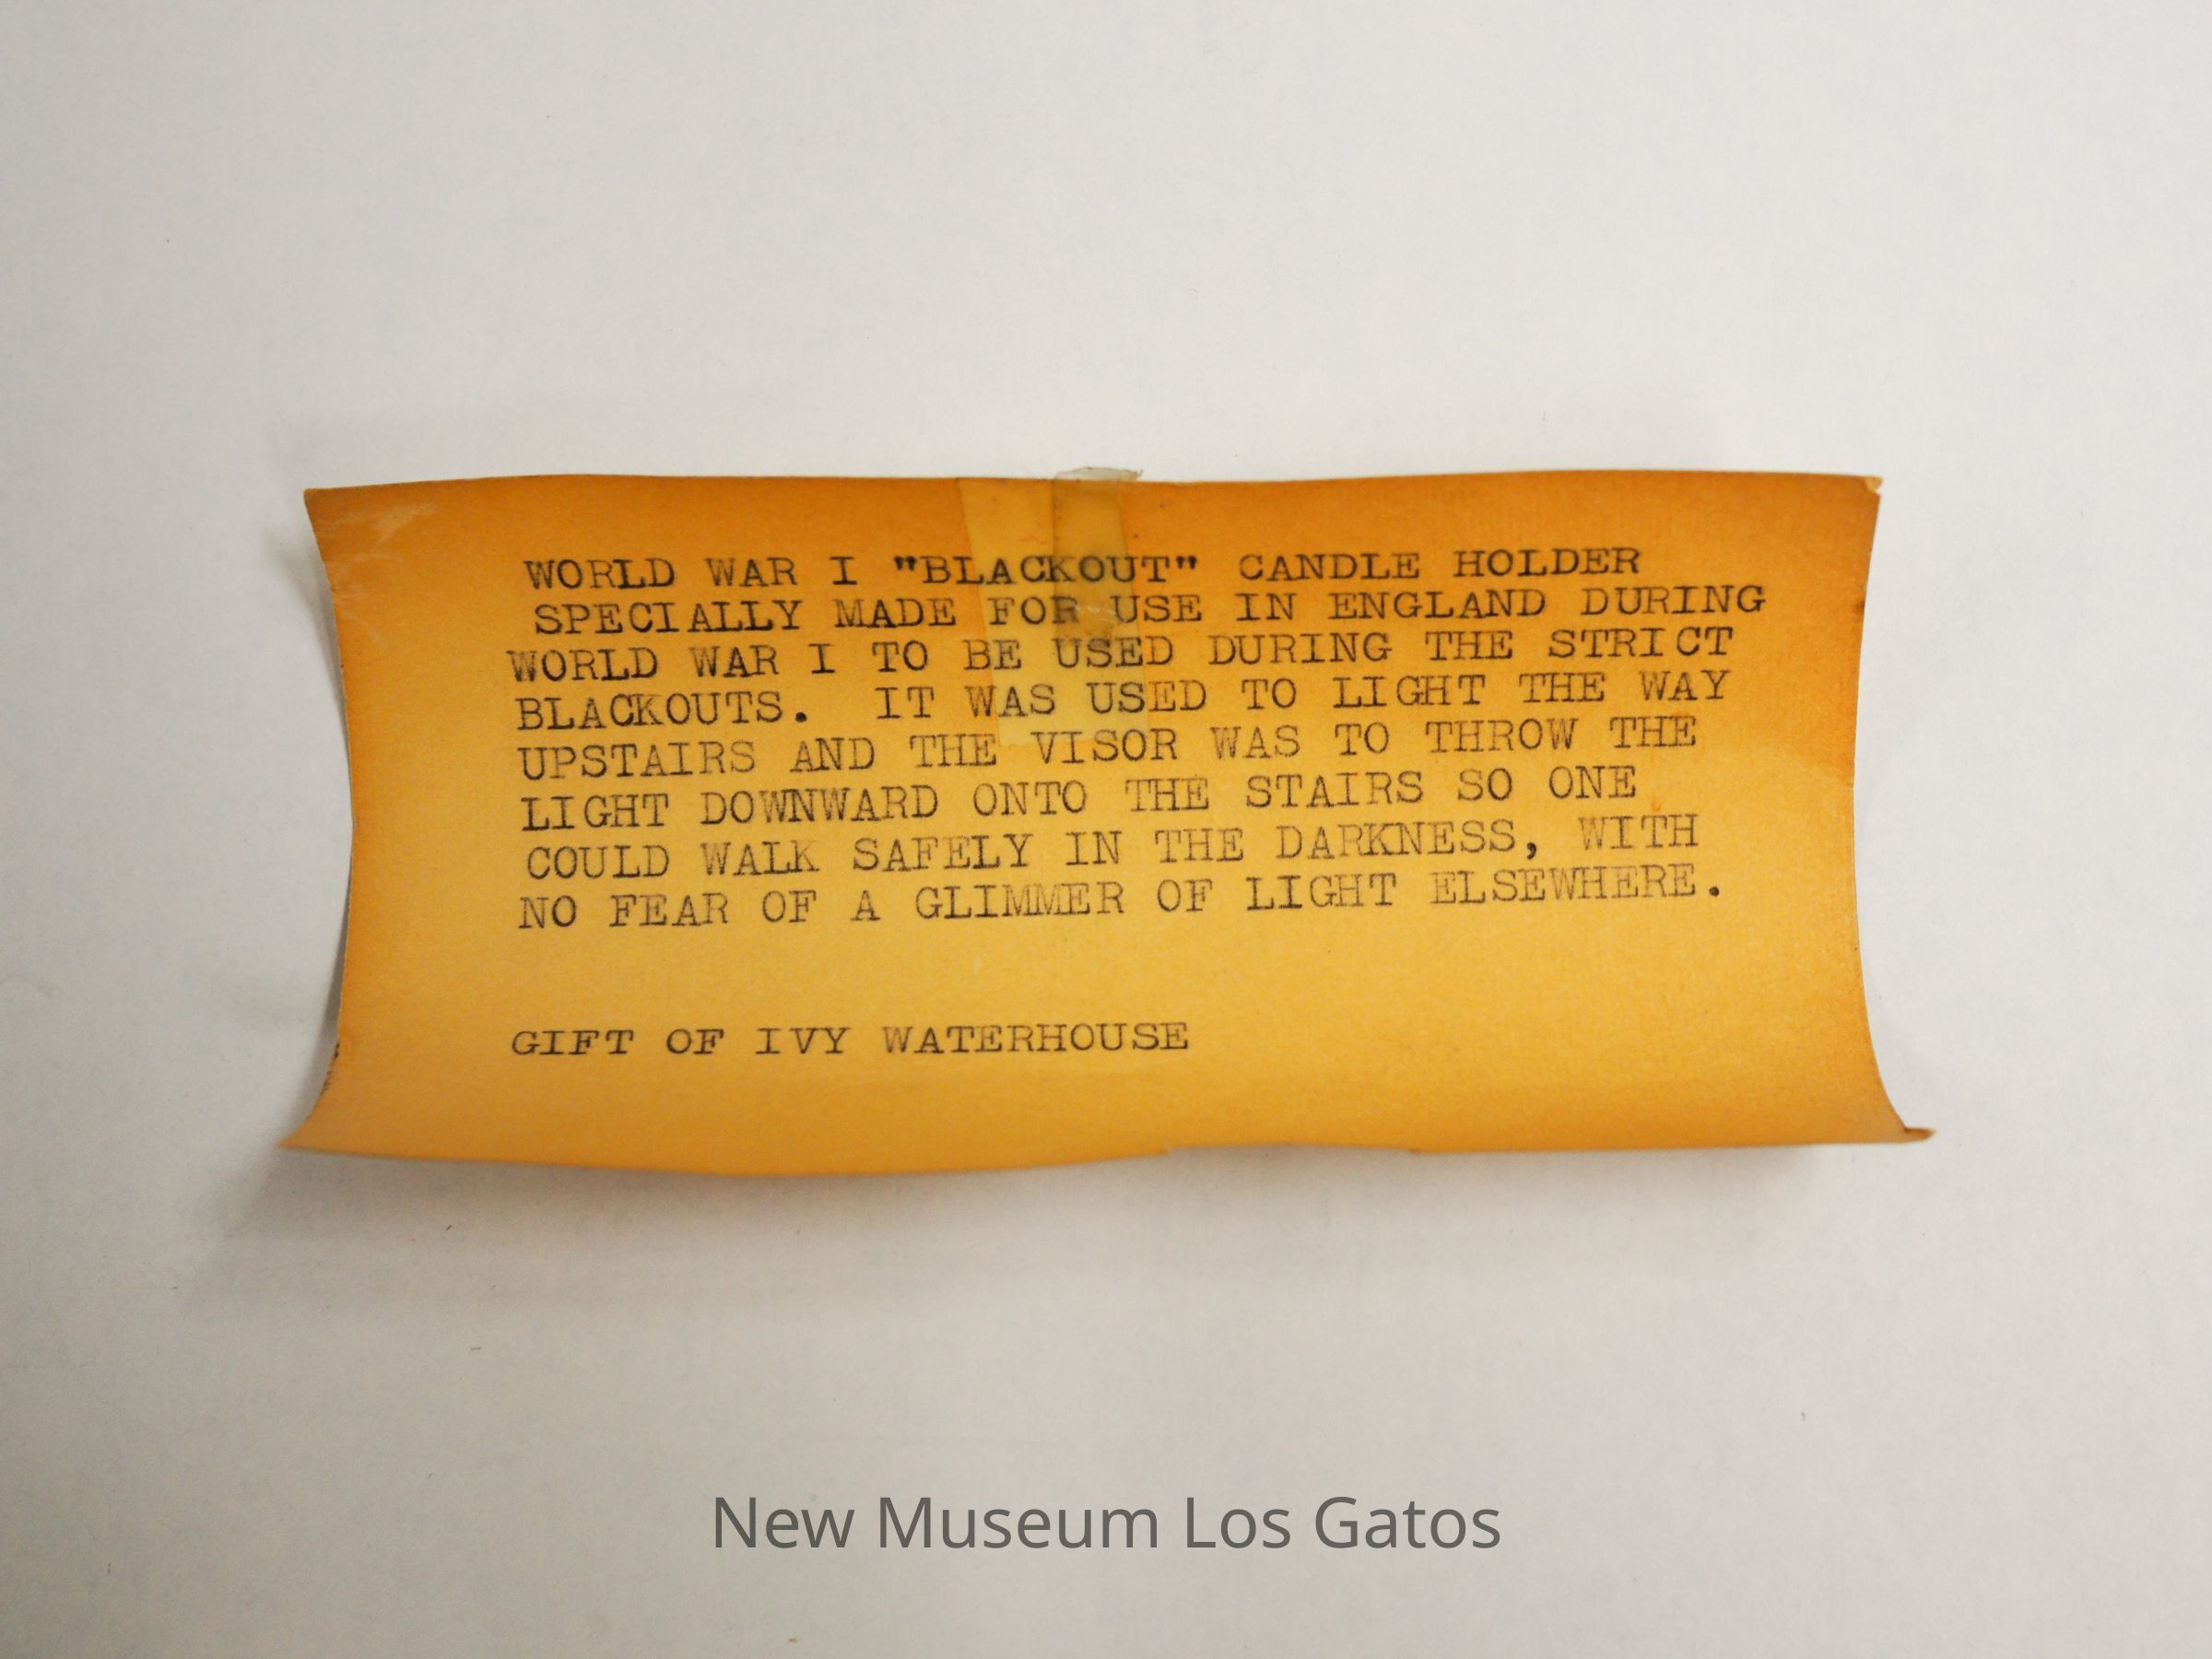 WORLD WAR I "BLACKOUT" CANDLE HOLDER
SPECIALLY MADE FOR USE IN ENGLAND DURING
WORLD WAR I TO BE USED DURING THE STRICT
BLACKOUTS. IT WAS USED TO LIGHT THE WAY
UPSTAIRS AND THE VISOR WAS TO THROW THE
LIGHT DOWNWARD ONTO THE STAIRS SO ONE
COULD WALK SAFELY IN THE DARKNESS, WITH
NO FEAR OF A GLIMMER OF LIGHT ELSEWHERE.
GIFT OF IVY WATERHOUSE
New Museum Los Gatos